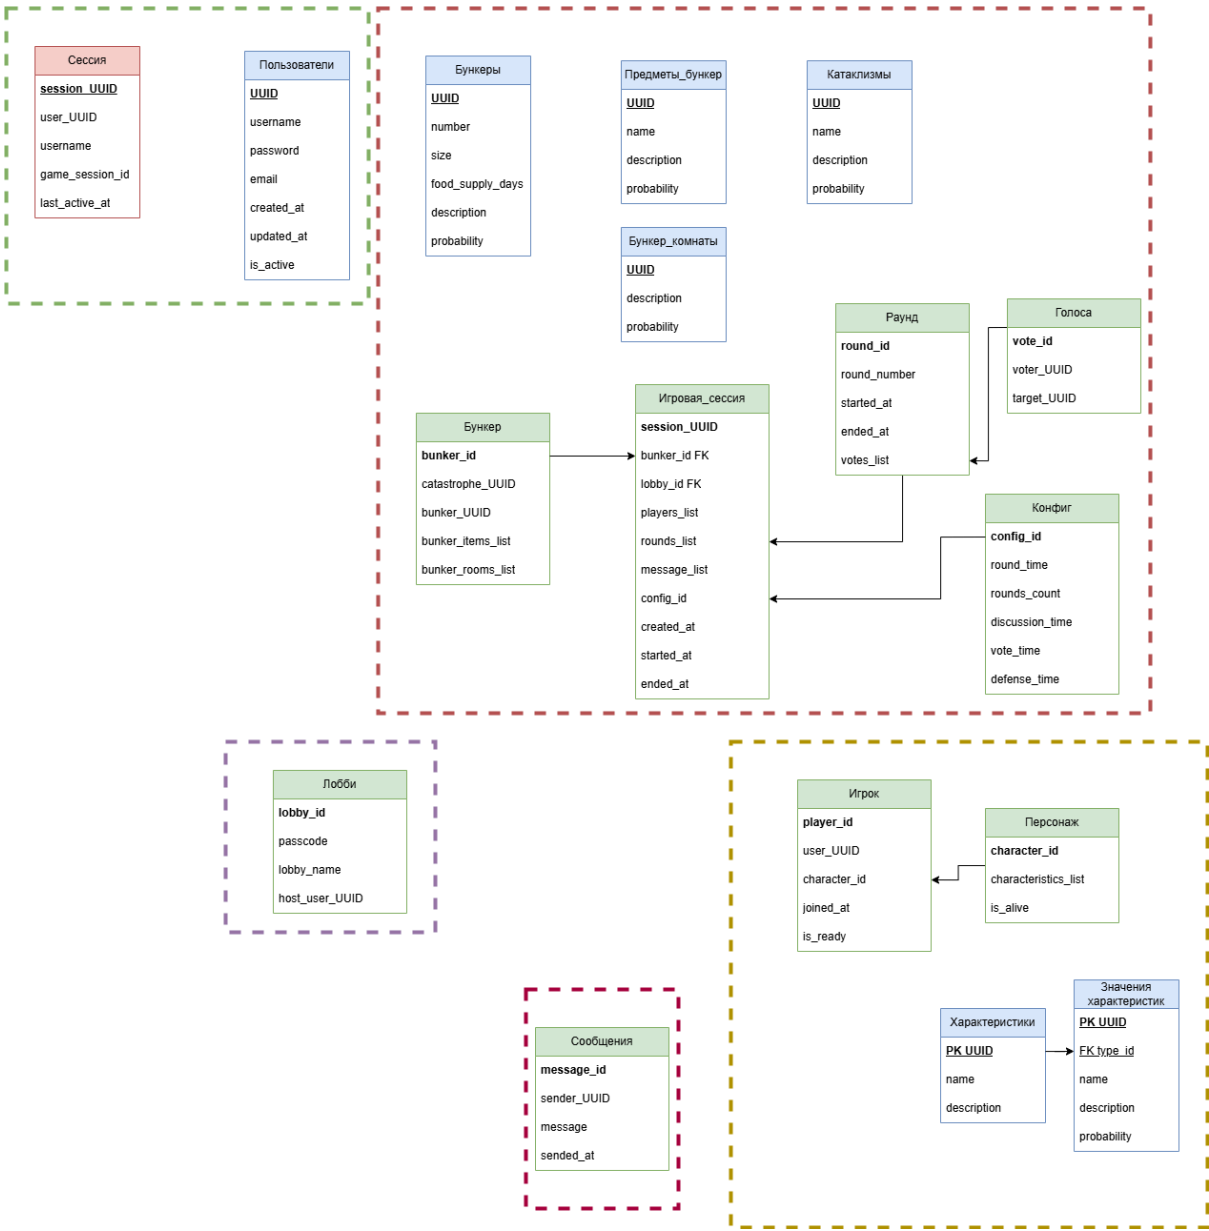 Сессия
session_UUID
user_UUID
username
game_session_id
last_active_at
Пользователи
UUID
username
password
email
created_at
updated_at
is_active
Бункеры
UUID
number
size
food_supply_days
description
probability
Предметы_бункер
UUID
name
description
probability
Катаклизмы
UUID
name
description
probability
Бункер_комнаты
UUID
description
probability
Раунд
round_id
round_number
started_at
ended_at
votes_list
Голоса
vote_id
voter_UUID
target_UUID
Бункер
bunker_id
catastrophe_UUID
bunker_UUID
bunker_items_list
bunker_rooms_list
Игровая_сессия
session_UUID
bunker_id FK
lobby_id FK
players_list
rounds_list
message_list
config_id
created_at
started_at
ended_at
Конфиг
config_id
round_time
rounds_count
discussion_time
vote_time
defense_time
Лобби
lobby_id
passcode
lobby_name
host_user_UUID
Игрок
player_id
user_UUID
character_id
joined_at
is_ready
Персонаж
character_id
characteristics_list
is_alive
Сообщения
message_id
sender_UUID
message
sended_at
Характеристики
PK UUID
name
description
Значения
характеристик
PK UUID
FK type_id
name
description
probability